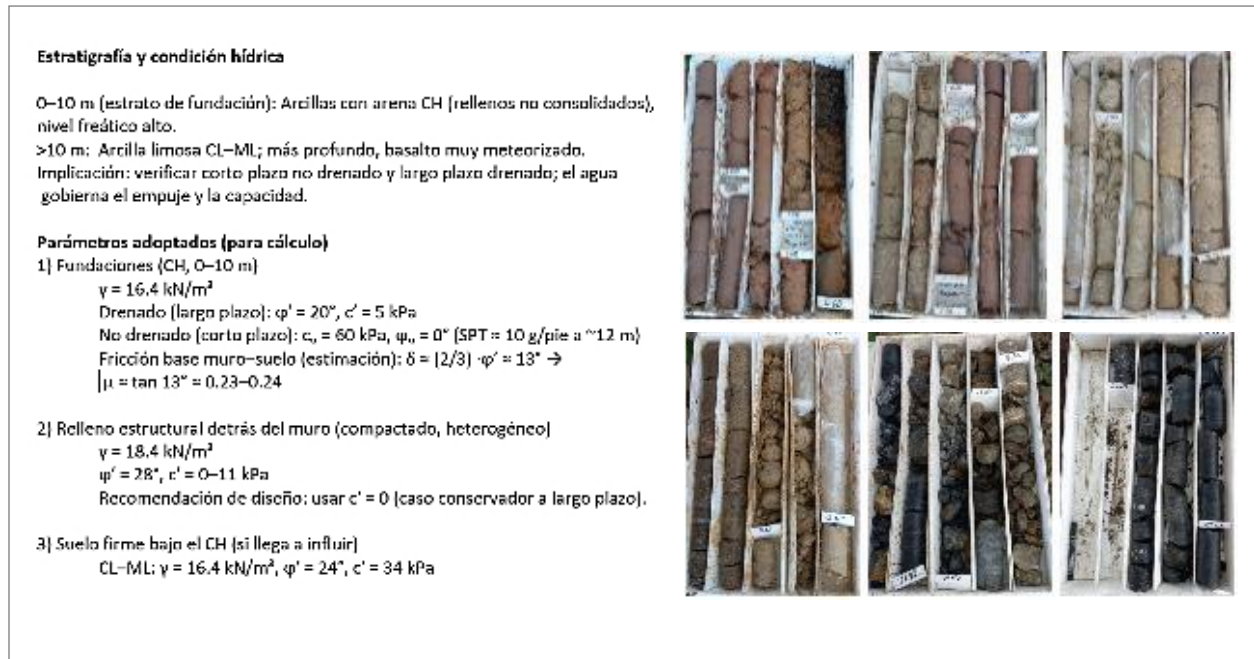 Estratigrafía y condición hídrica
0–10 m (estrato de fundación): Arcillas con arena CH (rellenos no consolidados),
nivel freático alto.
>10 m: Arcilla limosa CL–ML; más profundo, basalto muy meteorizado.
Implicación: verificar corto plazo no drenado y largo plazo drenado; el agua
gobierna el empuje y la capacidad.
Parámetros adoptados (para cálculo)
1) Fundaciones (CH, 0–10 m)
γ = 16.4 kN/m³
Drenado (largo plazo): φ′ = 20°, c′ = 5 kPa
No drenado (corto plazo): cᵤ = 60 kPa, φᵤ = 0° (SPT ≈ 10 g/pie a ~12 m)
Fricción base muro–suelo (estimación): δ ≈ (2/3) ·φ′ ≈ 13° →
μ = tan 13° ≈ 0.23–0.24
2) Relleno estructural detrás del muro (compactado, heterogéneo)
γ = 18.4 kN/m³
φ′ = 28°, c′ = 0–11 kPa
Recomendación de diseño: usar c′ = 0 (caso conservador a largo plazo).
3) Suelo firme bajo el CH (si llega a influir)
CL–ML: γ = 16.4 kN/m³, φ′ = 24°, c′ = 34 kPa